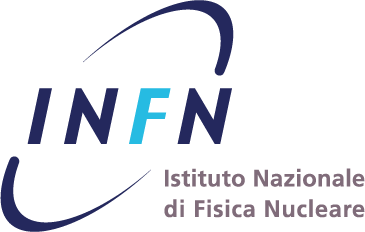 INFN
Istituto Nazionale
di Fisica Nucleare